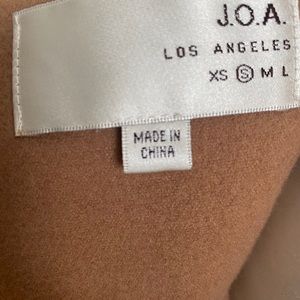 J.O.A.
LOS ANGELES
XS S M L
MADE IN
CHINA